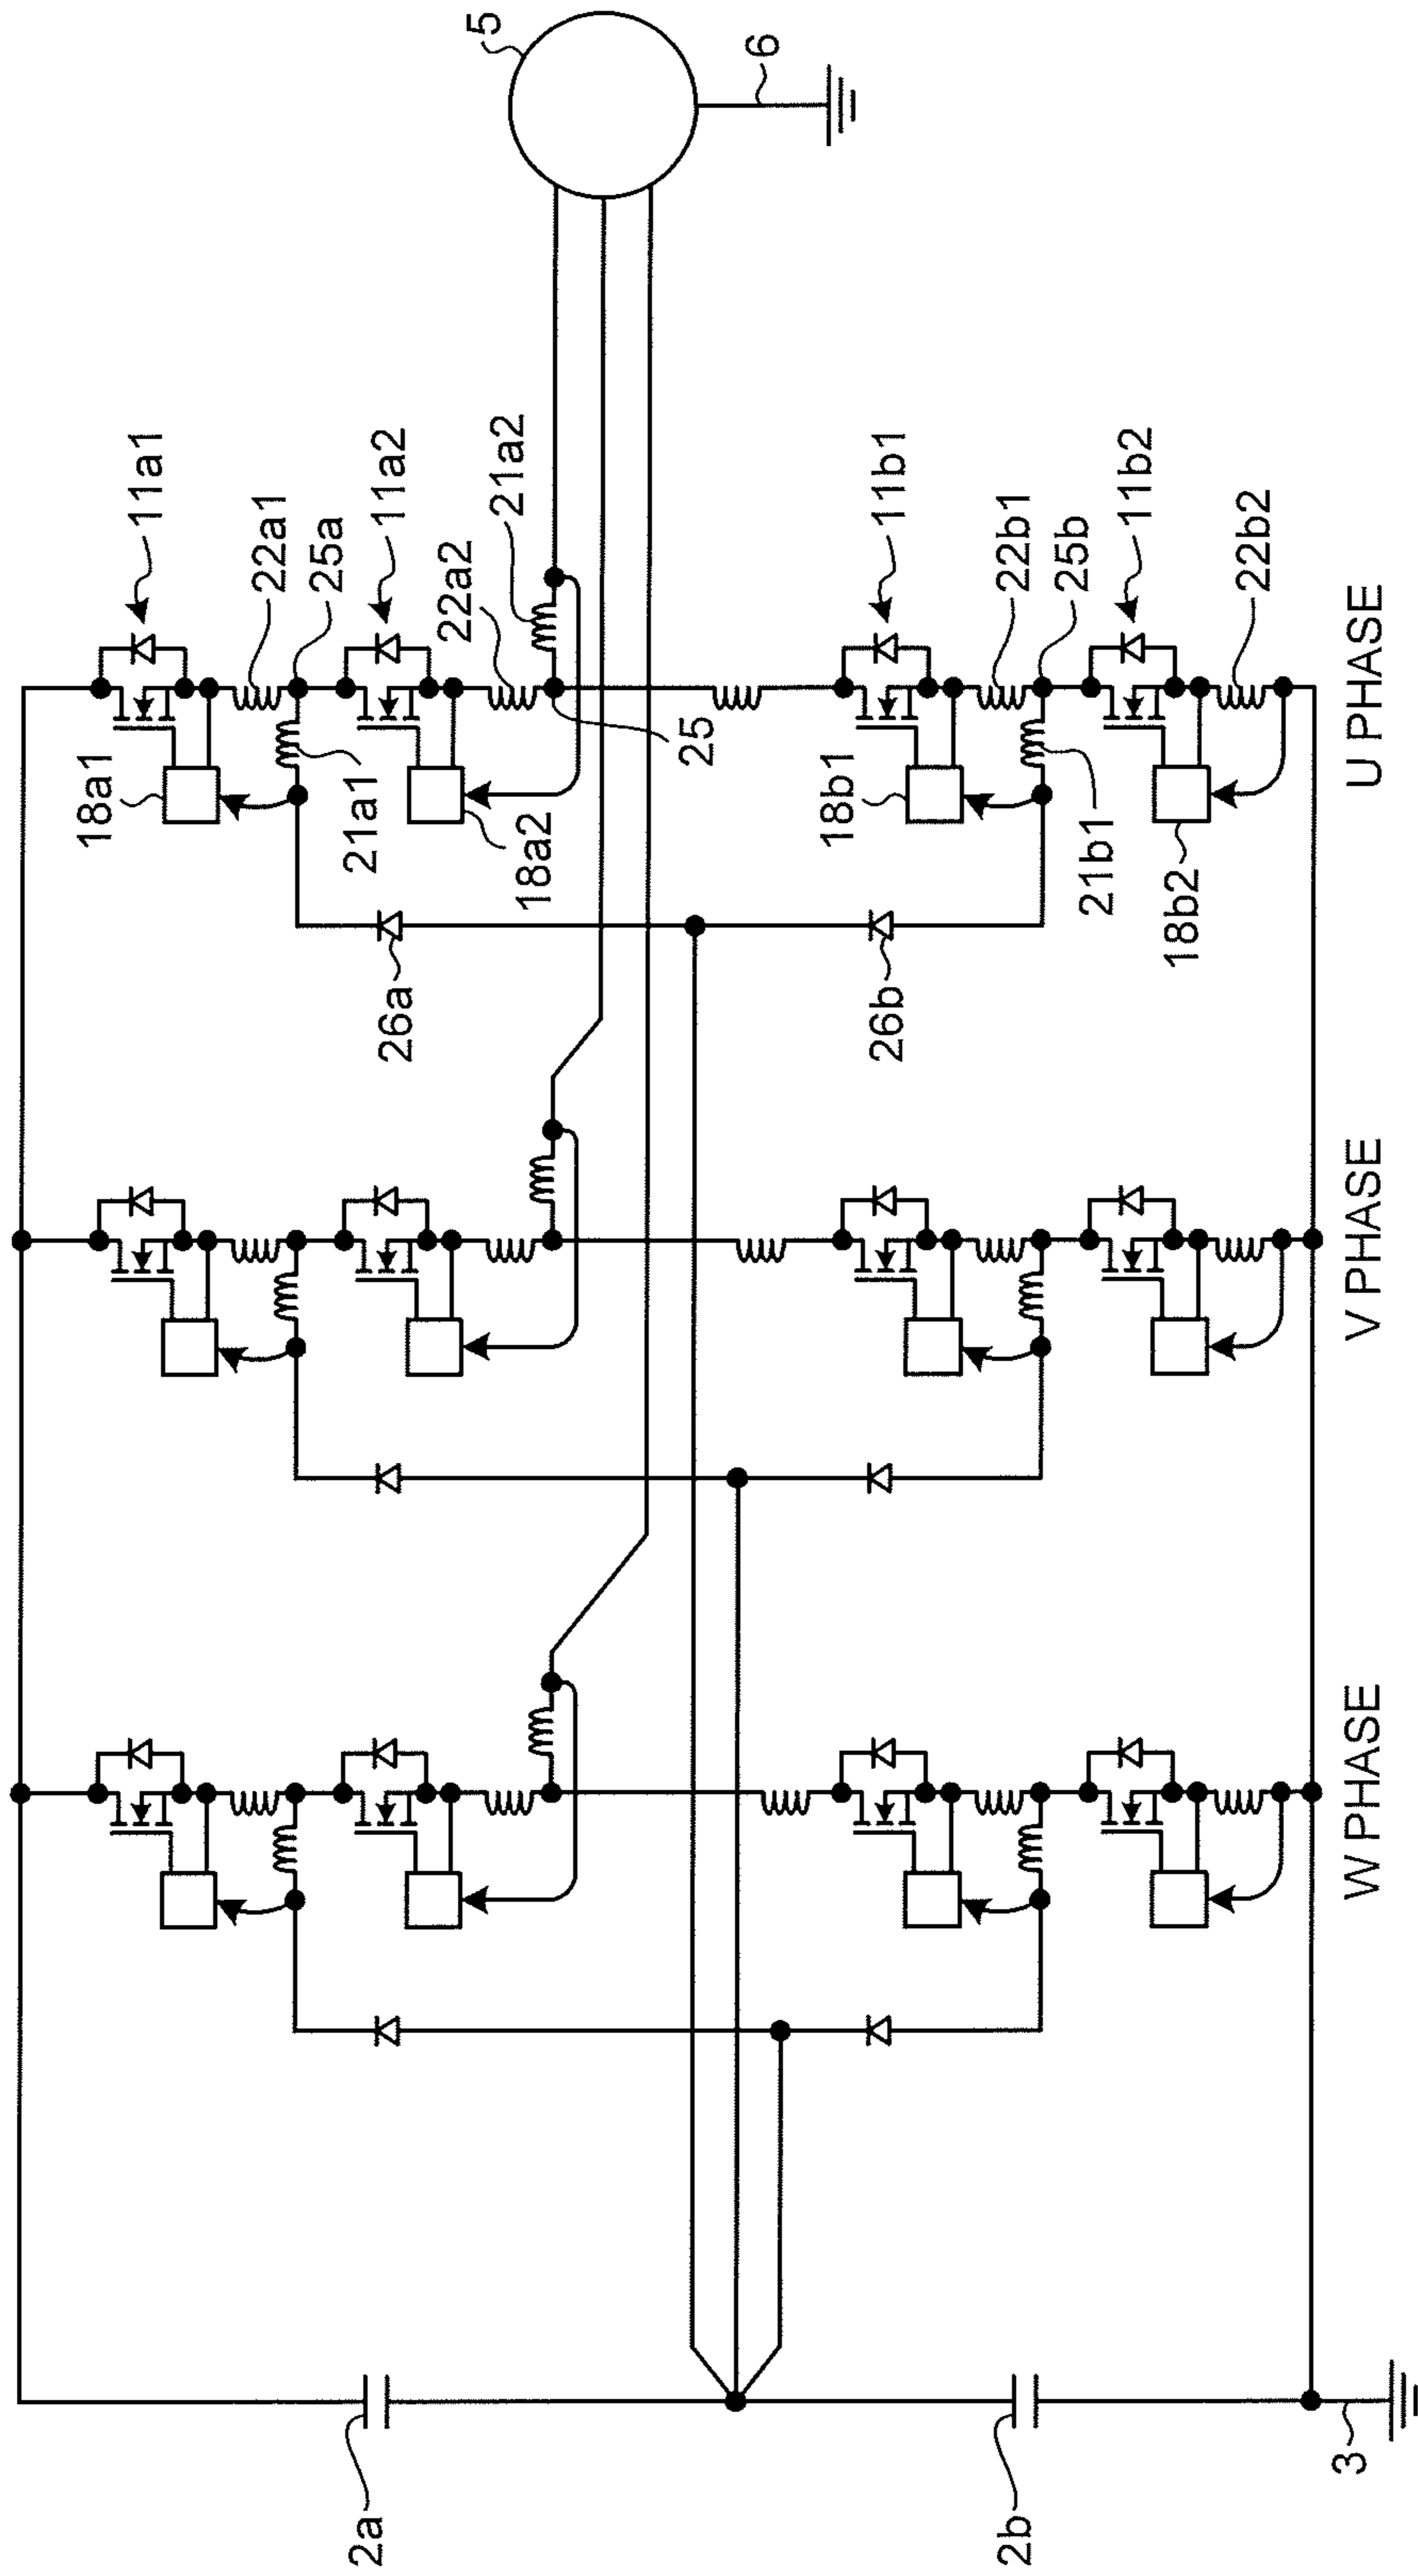 5
6
11a1
22a1
25a
11a2
21a2
22a2
25
18a1
21a1
18a2
26a
11b1
22b1
25b
11b2
22b2
18b1
21b1
18b2
26b
U PHASE
V PHASE
W PHASE
2a
2b
3